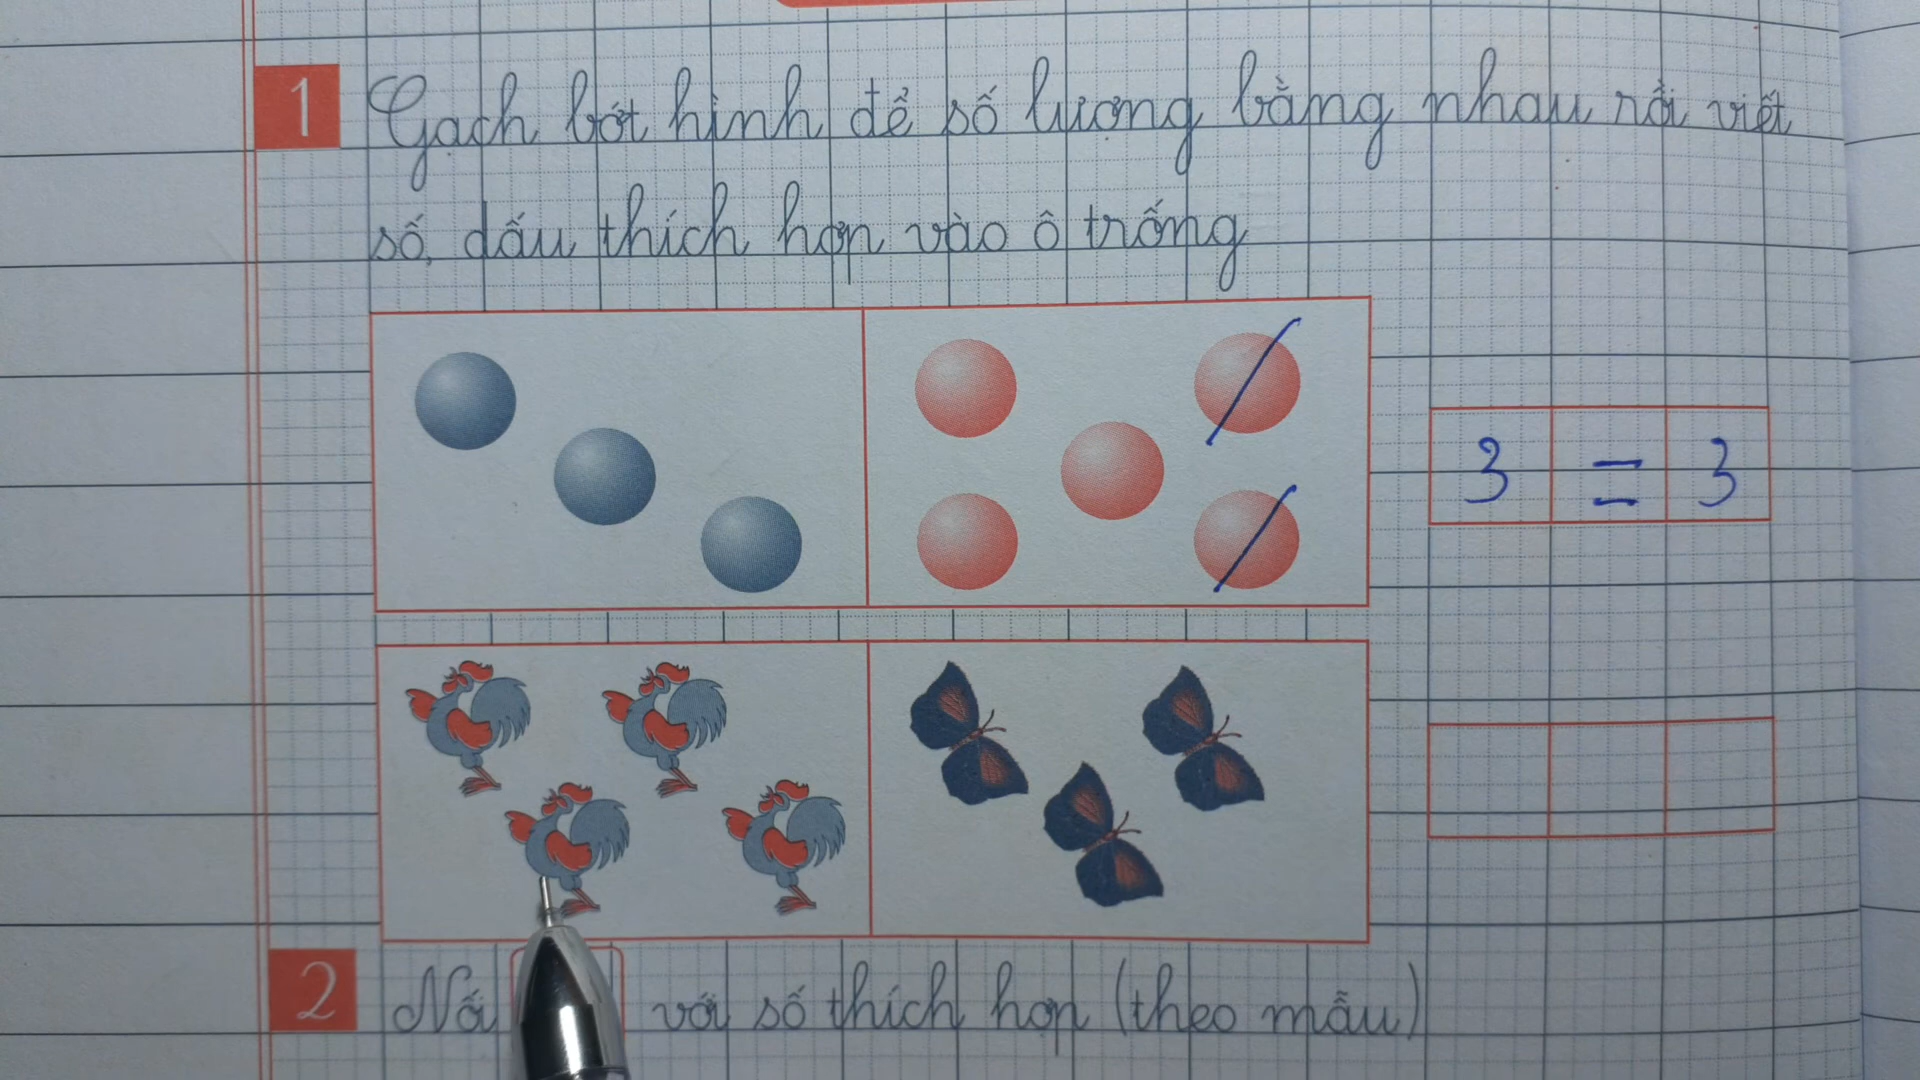 1 Gạch bớt hình để số lượng bằng nhau rồi viết
số, dấu thích hợp vào ô trống
3 = 3
2 Nối với số thích hợp (theo mẫu)